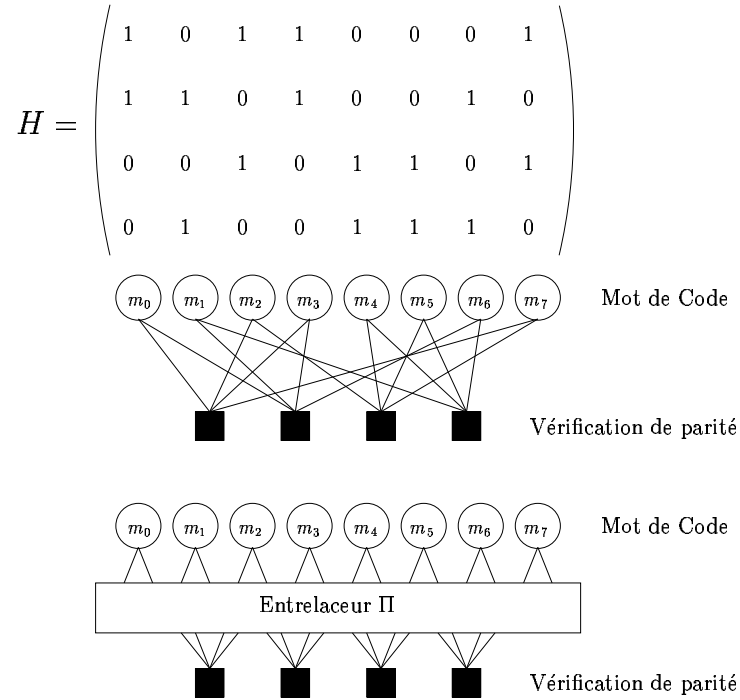 1 0 1 1 0 0 0 1
1 1 0 1 0 0 1 0
H =
0 0 1 0 1 1 0 1
0 1 0 0 1 1 1 0
m₀ m₁ m₂ m₃ m₄ m₅ m₆ m₇ Mot de Code
Vérification de parité
m₀ m₁ m₂ m₃ m₄ m₅ m₆ m₇ Mot de Code
Entrelaceur Π
Vérification de parité